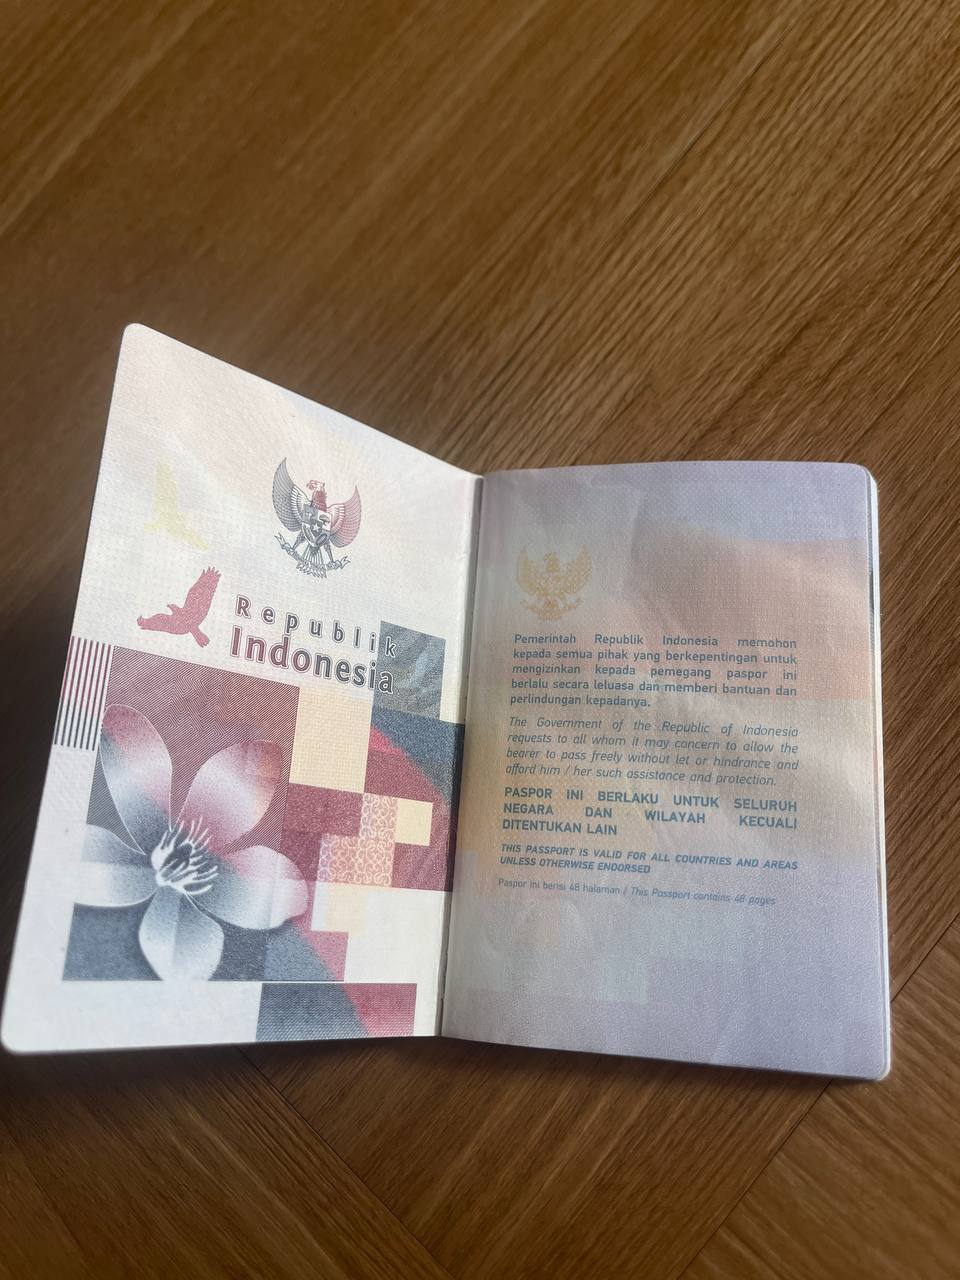 Republik
Indonesia
Pemerintah Republik Indonesia memohon
kepada semua pihak yang berkepentingan untuk
mengizinkan kepada pemegang paspor ini
berlalu secara leluasa dan memberi bantuan dan
perlindungan kepadanya.
The Government of the Republic of Indonesia
requests to all whom it may concern to allow the
bearer to pass freely without let or hindrance and
afford him / her such assistance and protection.
PASPOR INI BERLAKU UNTUK SELURUH
NEGARA DAN WILAYAH KECUALI
DITENTUKAN LAIN
THIS PASSPORT IS VALID FOR ALL COUNTRIES AND AREAS
UNLESS OTHERWISE ENDORSED
Paspor ini berisi 48 halaman / This Passport contains 48 pages